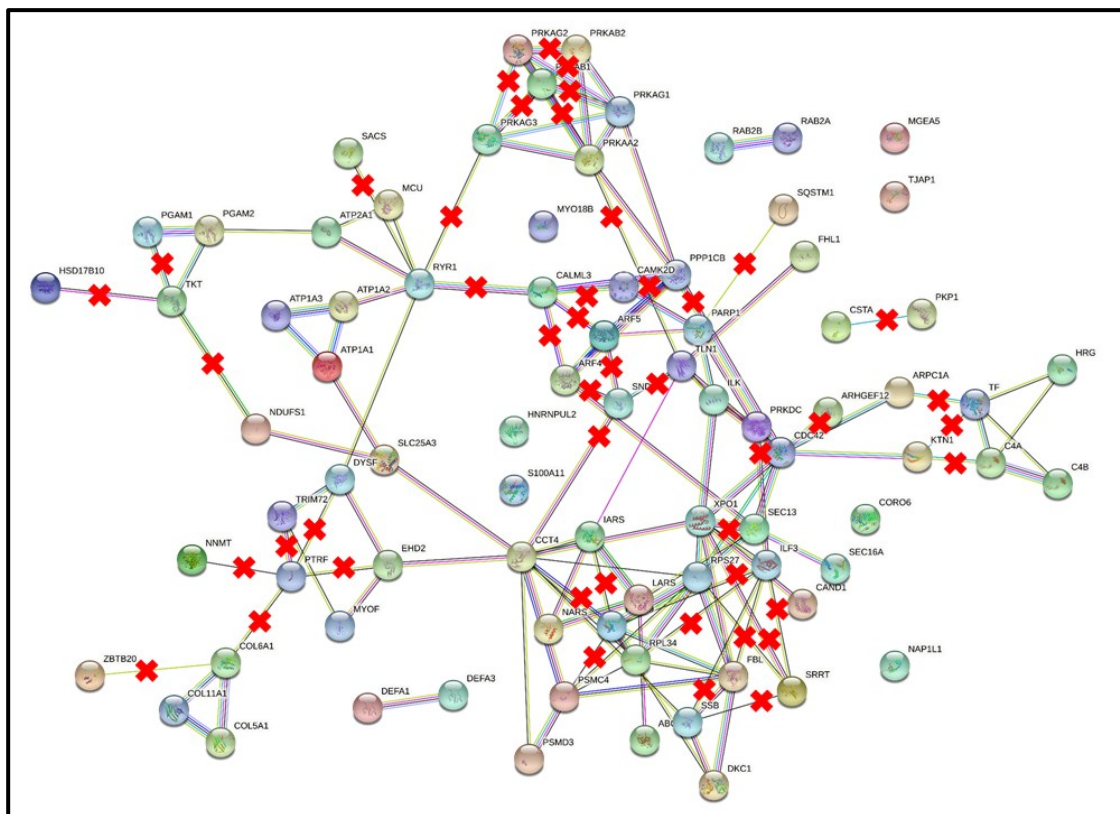 PRKAG2
PRKAB2
AB1
PRKAG1
PRKAG3
PRKAA2
RAB2B
RAB2A
MGEA5
SACS
MCU
TJAP1
SQSTM1
PGAM1
PGAM2
ATP2A1
MYO18B
FHL1
HSD17B10
TKT
RYR1
CALML3
CAMK2D
PPP1CB
ATP1A3
ATP1A2
ARF5
PARP1
CSTA
PKP1
ATP1A1
ARF4
TLN1
SND
ILK
HRG
ARPC1A
TF
ARHGEF12
NDUFS1
HNRNPUL2
PRKDC
CDC42
KTN1
C4A
SLC25A3
C4B
DYSF
S100A11
TRIM72
XPO1
SEC13
CORO6
IARS
CCT4
NNMT
PTRF
EHD2
RPS27
ILF3
SEC16A
LARS
CAND1
MYOF
NARS
RPL34
ZBTB20
COL6A1
FBL
NAP1L1
PSMC4
SRRT
COL11A1
DEFA1
DEFA3
SSB
COL5A1
AB
PSMD3
DKC1